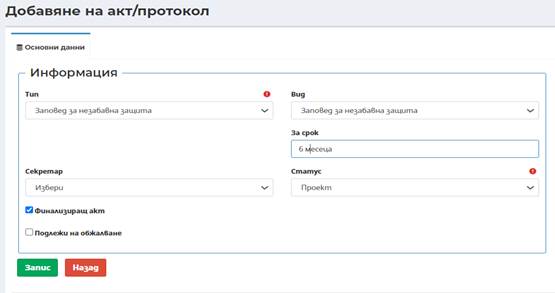 Добавяне на акт/протокол
Основни данни
Информация
Тип
Вид
Заповед за незабавна защита
Заповед за незабавна защита
За срок
6 месеца
Секретар
Статус
Избери
Проект
Финализиращ акт
Подлежи на обжалване
Запис
Назад